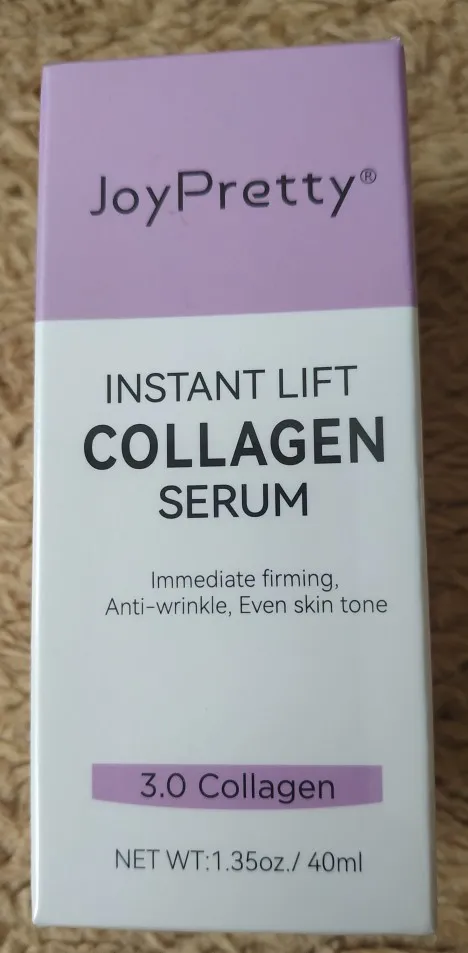 JoyPretty®
INSTANT LIFT
COLLAGEN
SERUM
Immediate firming,
Anti-wrinkle, Even skin tone
3.0 Collagen
NET WT:1.35oz./ 40ml